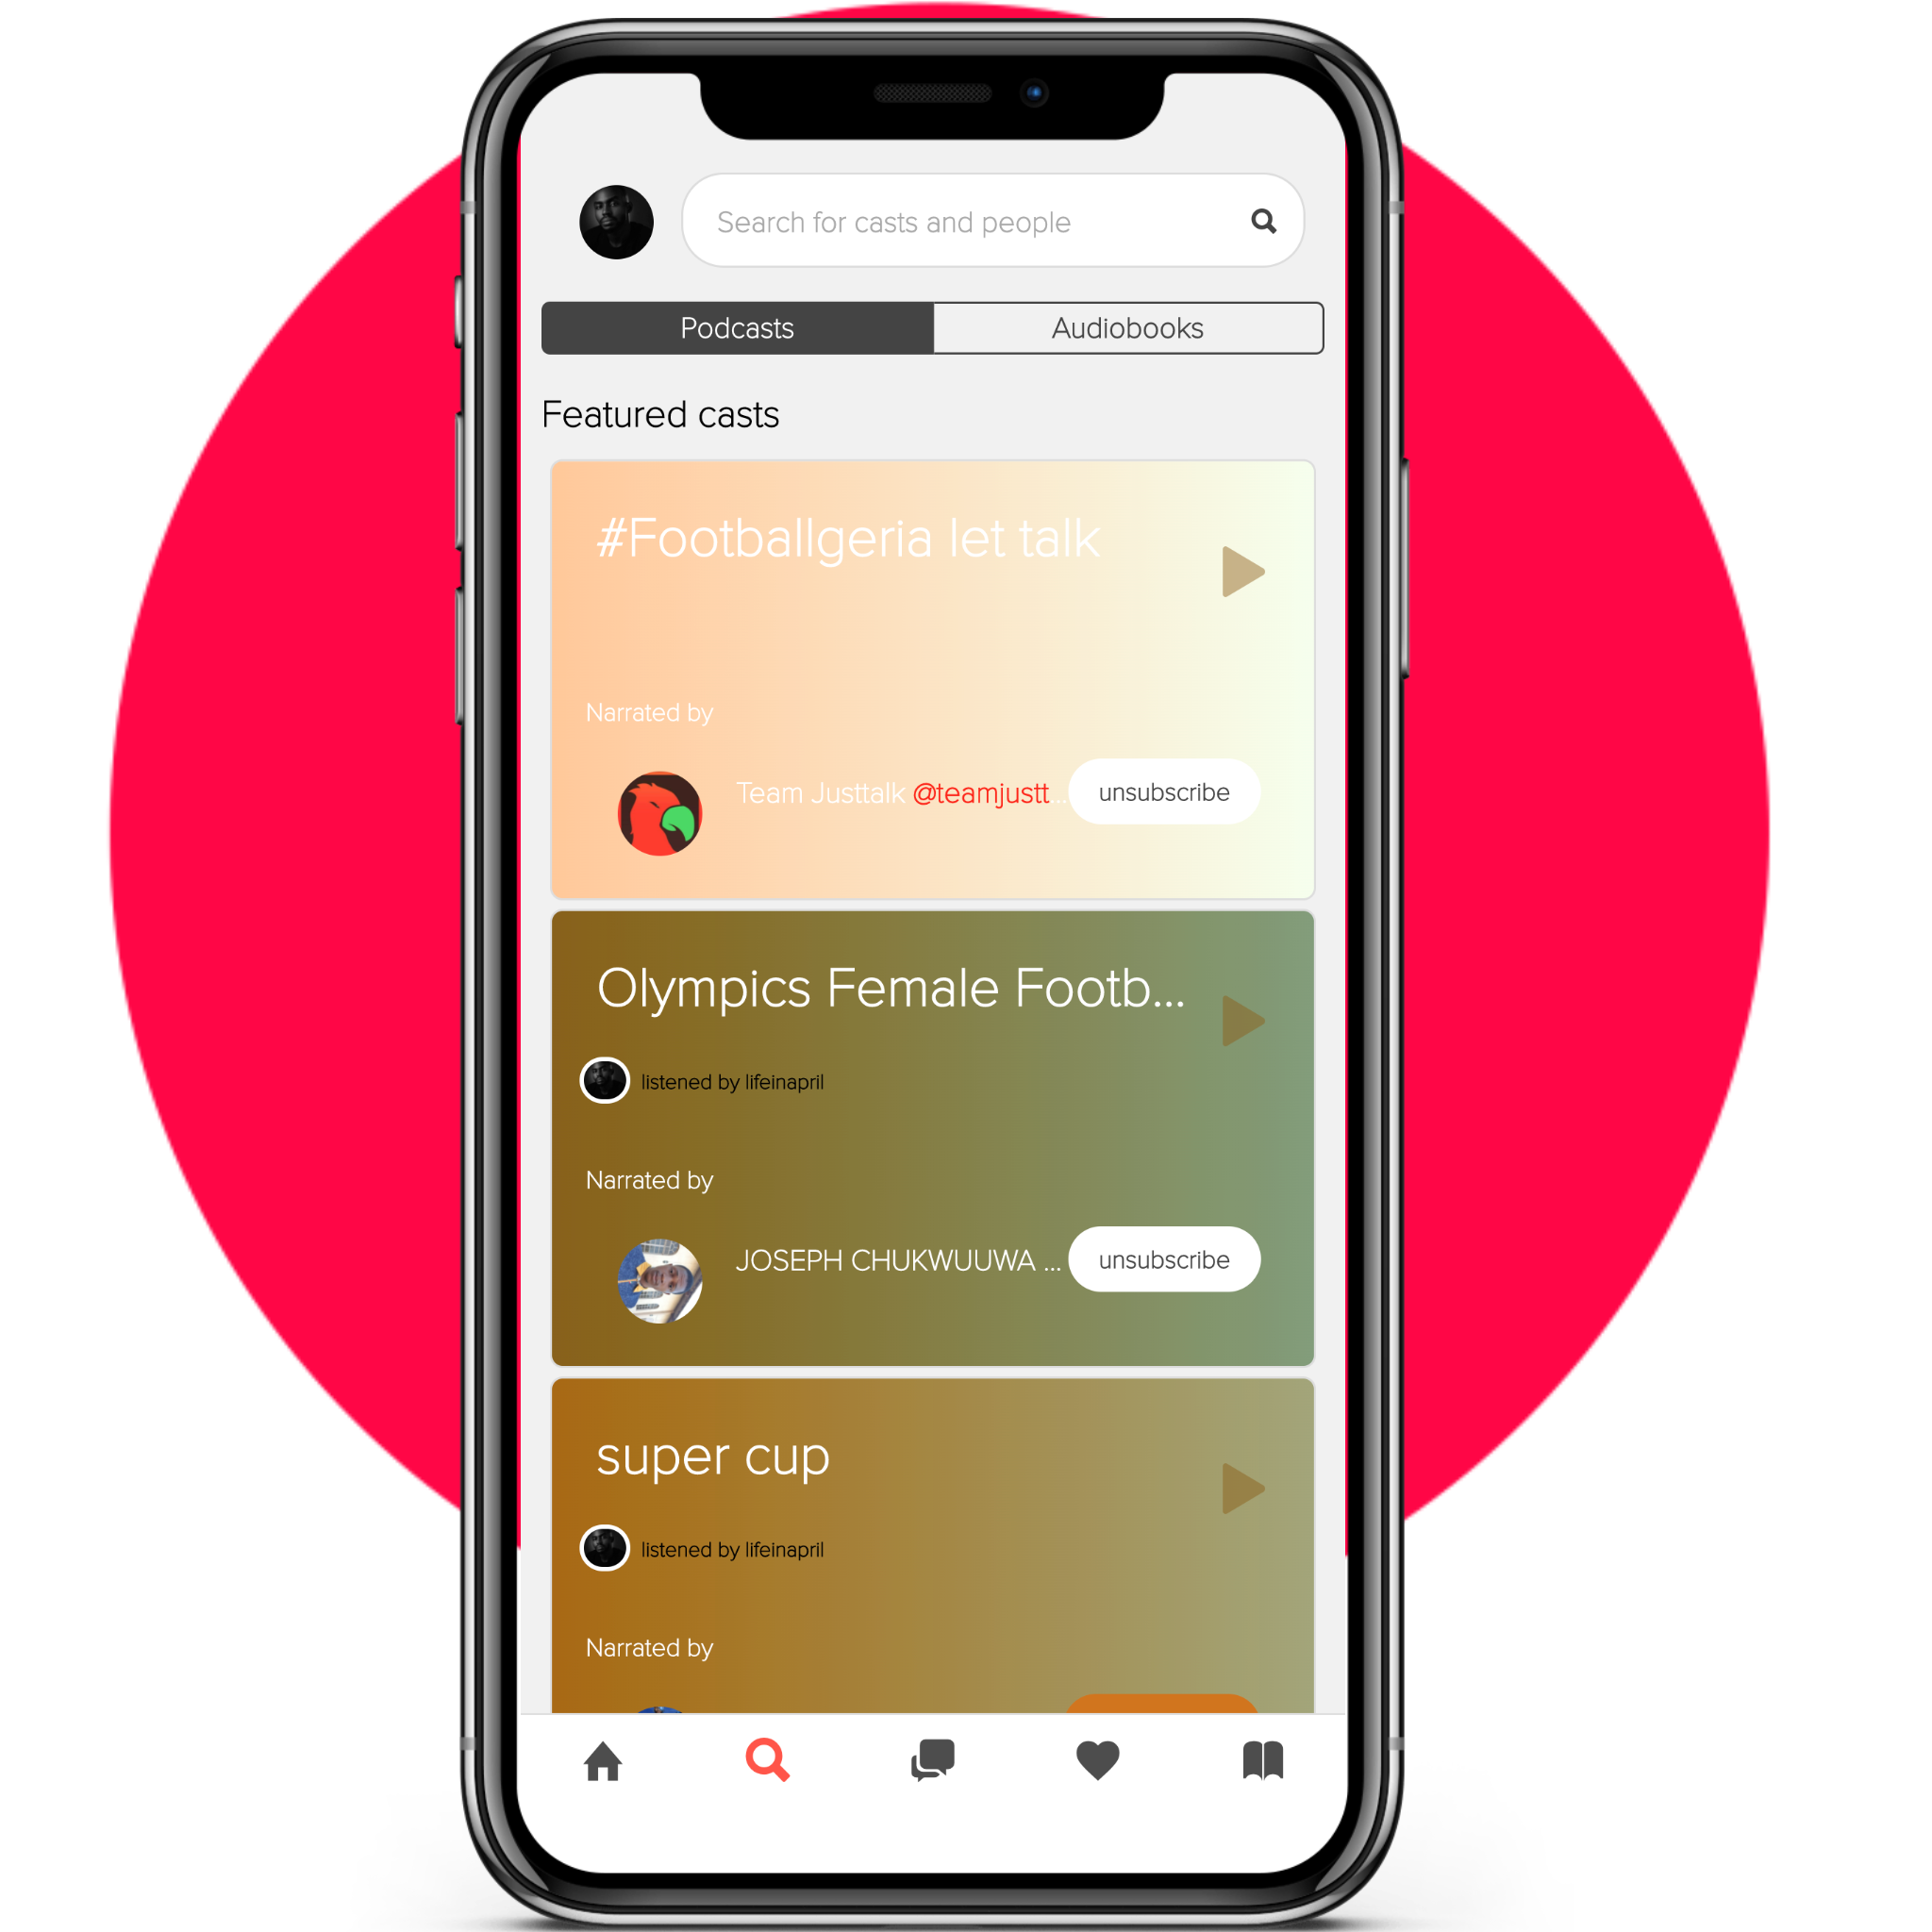 Search for casts and people
Podcasts
Audiobooks
Featured casts
#Footballgeria let talk
Narrated by
Team Justtalk @teamjustt...
unsubscribe
Olympics Female Footb...
listened by lifeinapril
Narrated by
JOSEPH CHUKWUUWA ...
unsubscribe
super cup
listened by lifeinapril
Narrated by